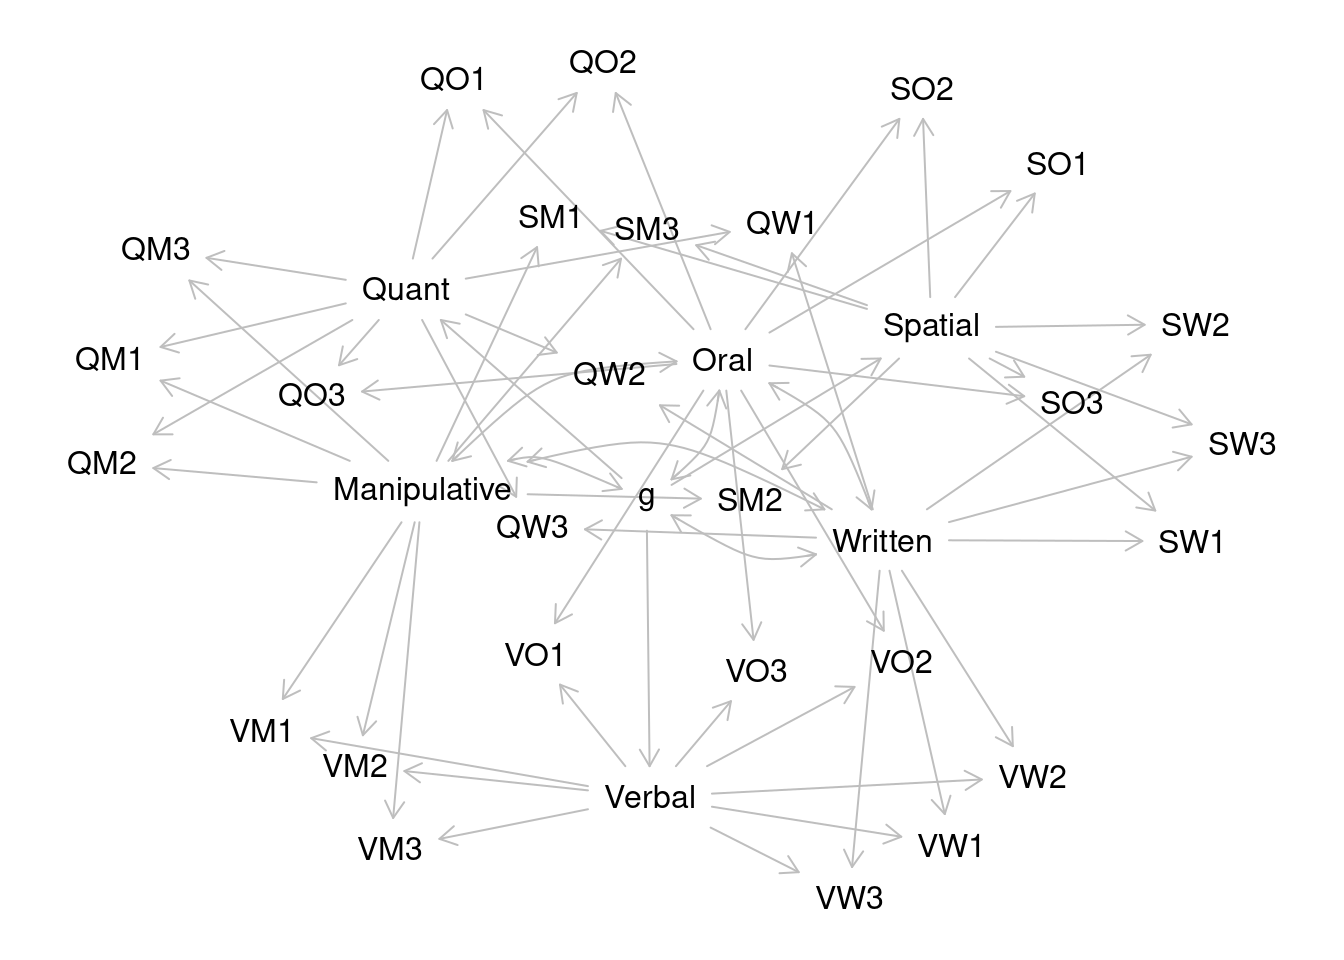 QO1
QO2
SO2
SO1
SM1
SM3
QW1
QM3
Quant
Spatial
SW2
QM1
QO3
QW2
Oral
SO3
SW3
QM2
Manipulative
g
SM2
QW3
Written
SW1
VO1
VO3
VO2
VM1
VM2
VW2
Verbal
VM3
VW1
VW3